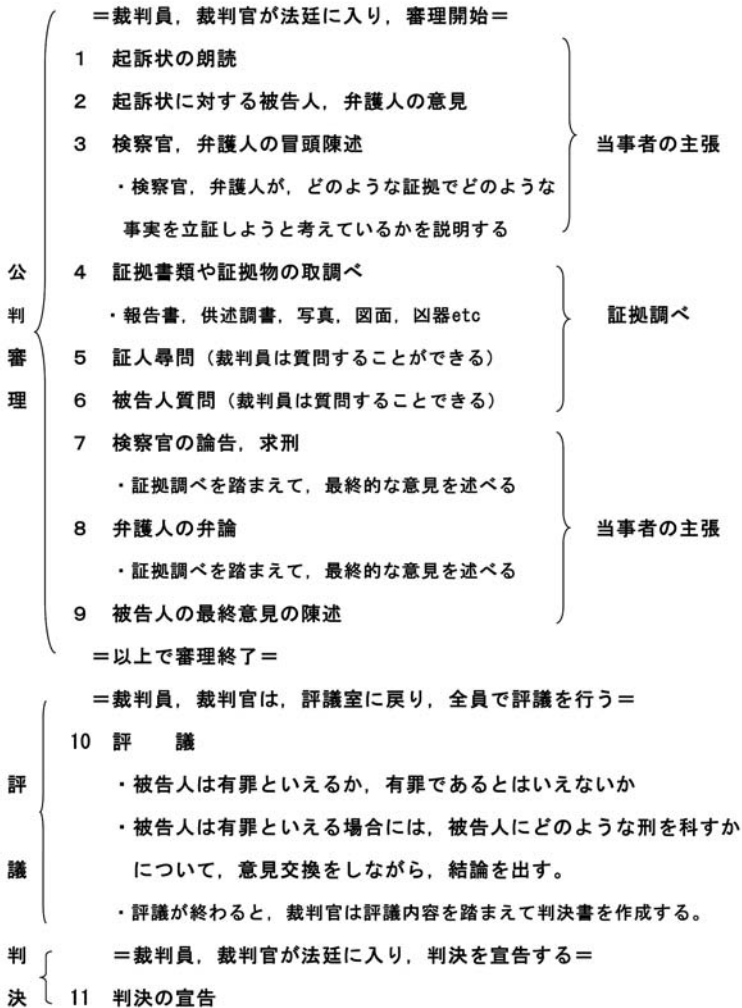 ＝裁判員，裁判官が法廷に入り，審理開始＝
1 起訴状の朗読
2 起訴状に対する被告人，弁護人の意見
3 検察官，弁護人の冒頭陳述 当事者の主張
・検察官，弁護人が，どのような証拠でどのような
事実を立証しようと考えているかを説明する
公判審理
4 証拠書類や証拠物の取調べ
・報告書，供述調書，写真，図面，凶器etc 証拠調べ
5 証人尋問（裁判員は質問することができる）
6 被告人質問（裁判員は質問することできる）
7 検察官の論告，求刑
・証拠調べを踏まえて，最終的な意見を述べる
8 弁護人の弁論 当事者の主張
・証拠調べを踏まえて，最終的な意見を述べる
9 被告人の最終意見の陳述
＝以上で審理終了＝
＝裁判員，裁判官は，評議室に戻り，全員で評議を行う＝
10 評　　議
評議
・被告人は有罪といえるか，有罪であるとはいえないか
・被告人は有罪といえる場合には，被告人にどのような刑を科すか
について，意見交換をしながら，結論を出す。
・評議が終わると，裁判官は評議内容を踏まえて判決書を作成する。
判決
＝裁判員，裁判官が法廷に入り，判決を宣告する＝
11 判決の宣告